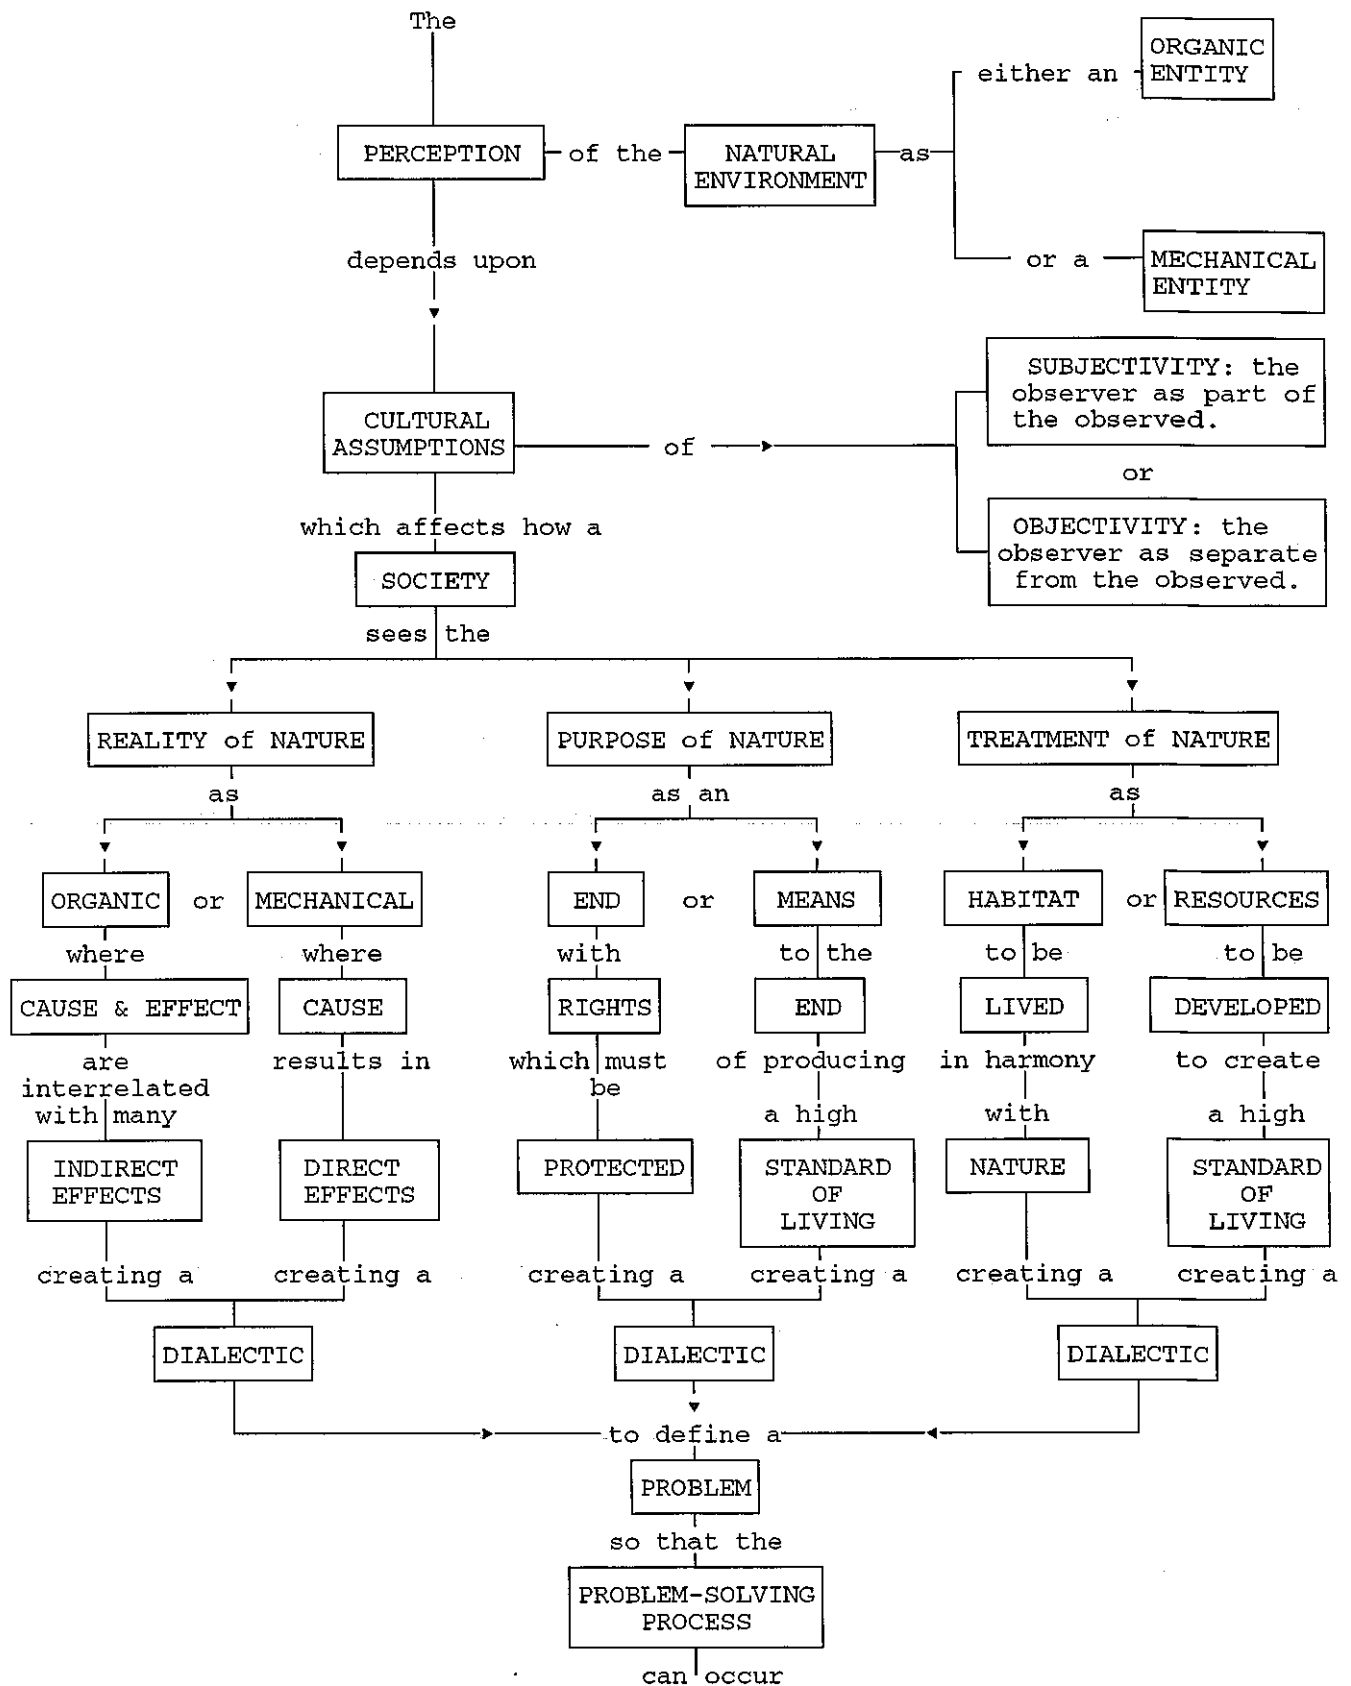 The
ORGANIC
either an ENTITY
PERCEPTION of the NATURAL as
ENVIRONMENT
depends upon
or a MECHANICAL
ENTITY
SUBJECTIVITY: the
observer as part of
the observed.
CULTURAL
ASSUMPTIONS of
or
which affects how a
OBJECTIVITY: the
observer as separate
from the observed.
SOCIETY
sees the
REALITY of NATURE PURPOSE of NATURE TREATMENT of NATURE
as as an as
ORGANIC or MECHANICAL END or MEANS HABITAT or RESOURCES
where where with to the to be to be
CAUSE & EFFECT CAUSE RIGHTS END LIVED DEVELOPED
are results in which must of producing in harmony to create
interrelated be
with many a high with a high
INDIRECT DIRECT PROTECTED STANDARD NATURE STANDARD
EFFECTS EFFECTS OF OF
LIVING LIVING
creating a creating a creating a creating a creating a creating a
DIALECTIC DIALECTIC DIALECTIC
to define a
PROBLEM
so that the
PROBLEM-SOLVING
PROCESS
can occur